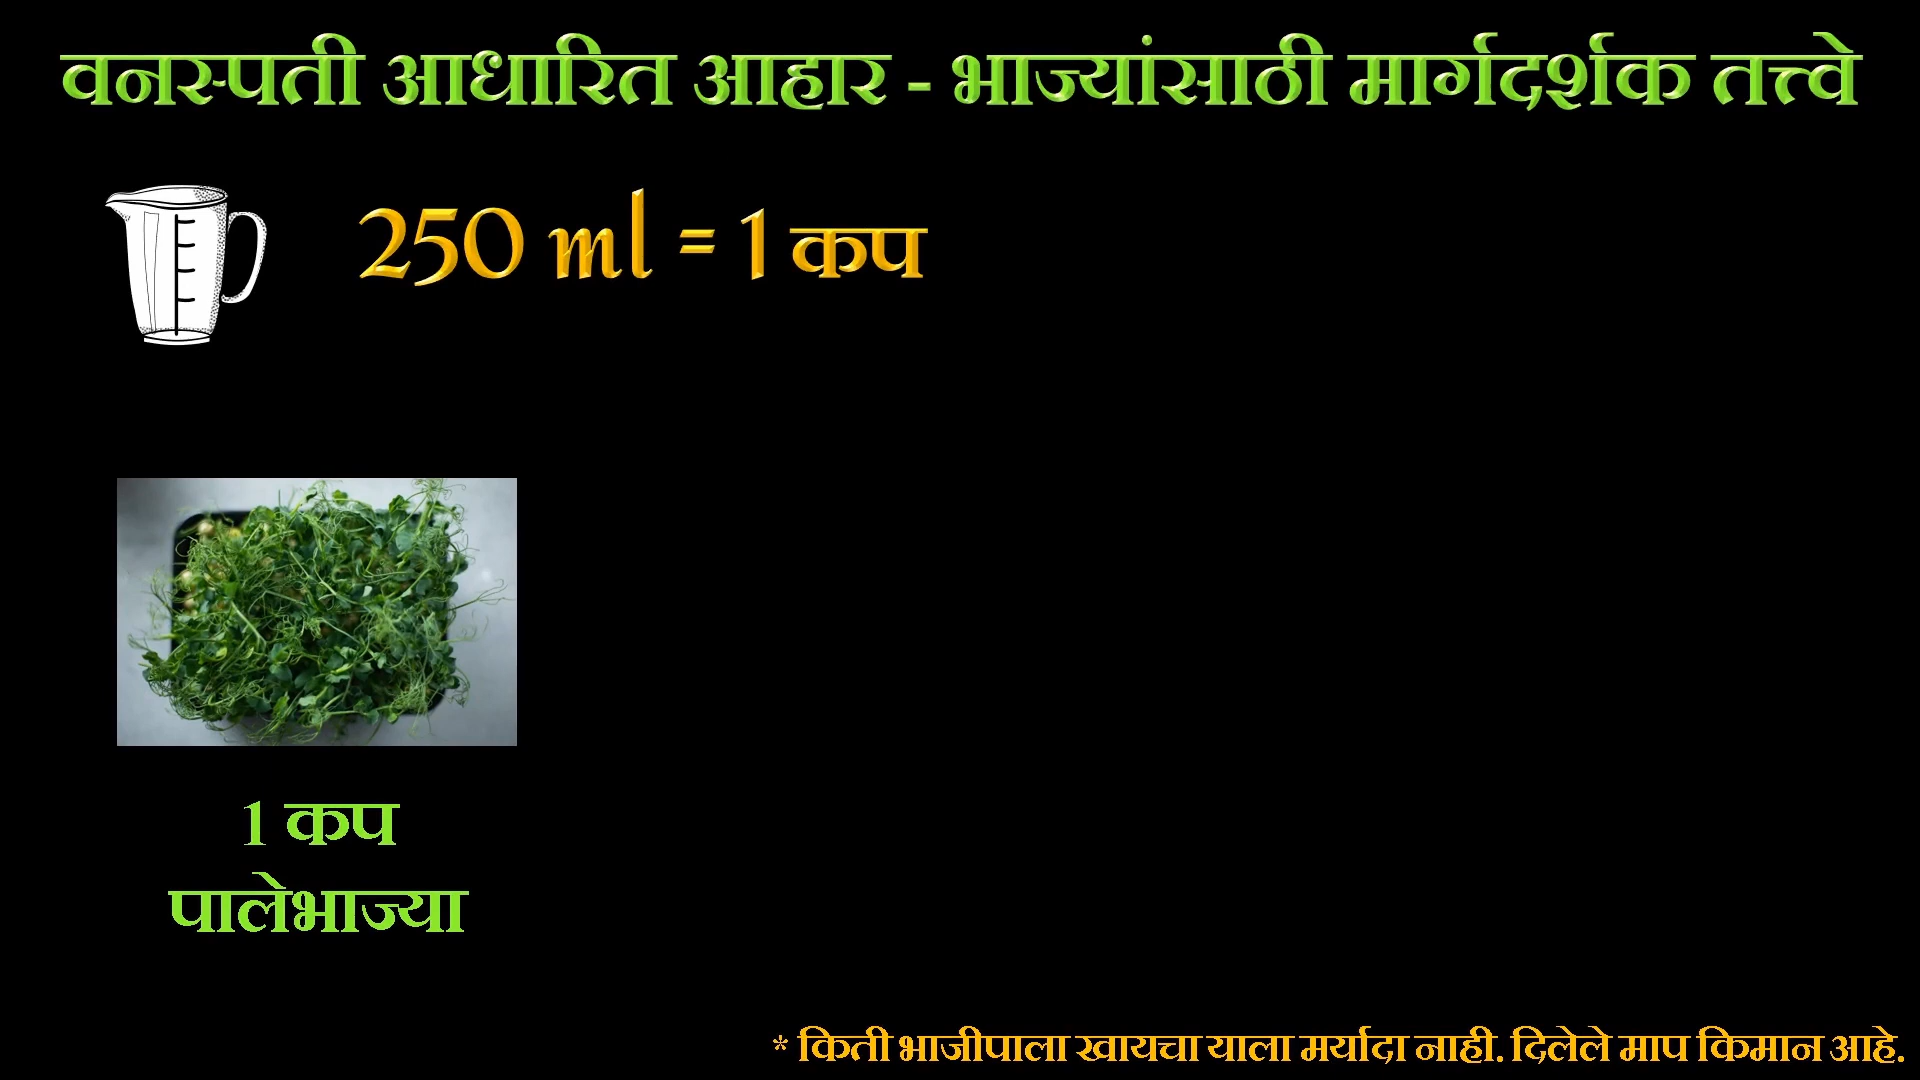 वनस्पती आधारित आहार - भाज्यांसाठी मार्गदर्शक तत्त्वे
250 ml = 1 कप
1 कप
पालेभाज्या
* किती भाजीपाला खायचा याला मर्यादा नाही. दिलेले माप किमान आहे.